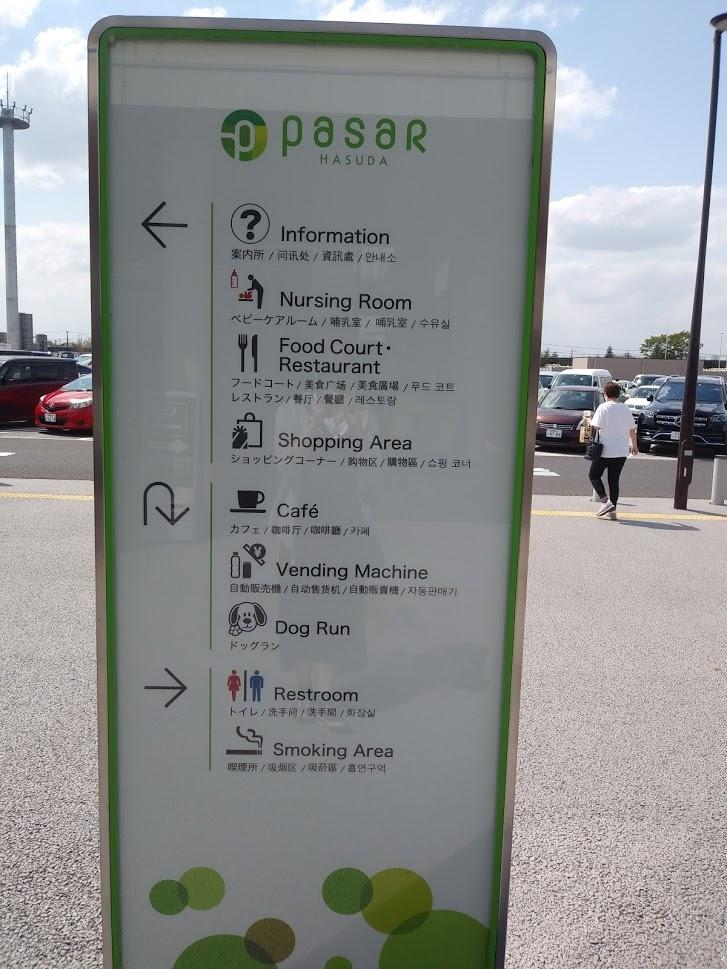 pasar
HASUDA
?
Information
案内所 / 问讯处 / 資訊處 / 안내소
Nursing Room
ベビーケアルーム / 哺乳室 / 哺乳室 / 수유실
Food Court・
Restaurant
フードコート / 美食广场 / 美食廣場 / 푸드 코트
レストラン / 餐厅 / 餐廳 / 레스토랑
Shopping Area
ショッピングコーナー / 购物区 / 購物區 / 쇼핑 코너
Café
カフェ / 咖啡厅 / 咖啡廳 / 카페
¥
Vending Machine
自動販売機 / 自动售货机 / 自動販賣機 / 자동판매기
Dog Run
ドッグラン
Restroom
トイレ / 洗手间 / 洗手間 / 화장실
Smoking Area
喫煙所 / 吸烟区 / 吸菸區 / 흡연구역